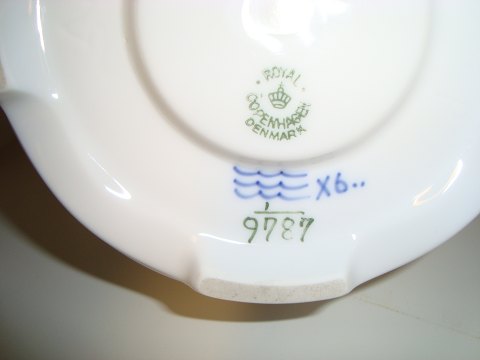 ROYAL
COPENHAGEN
DENMARK
X6..
1
9787